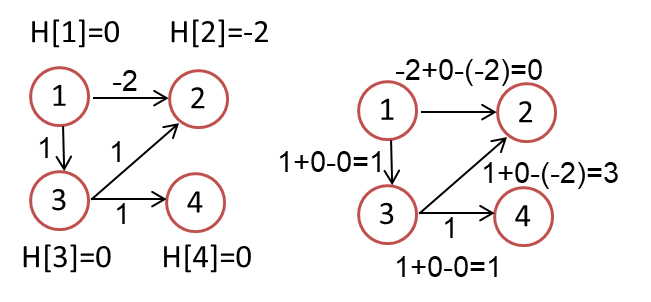 H[1]=0 H[2]=-2
1 -2 2
1 1
3 1 4
H[3]=0 H[4]=0
-2+0-(-2)=0
1 2
1+0-0=1
1+0-(-2)=3
3 1 4
1+0-0=1